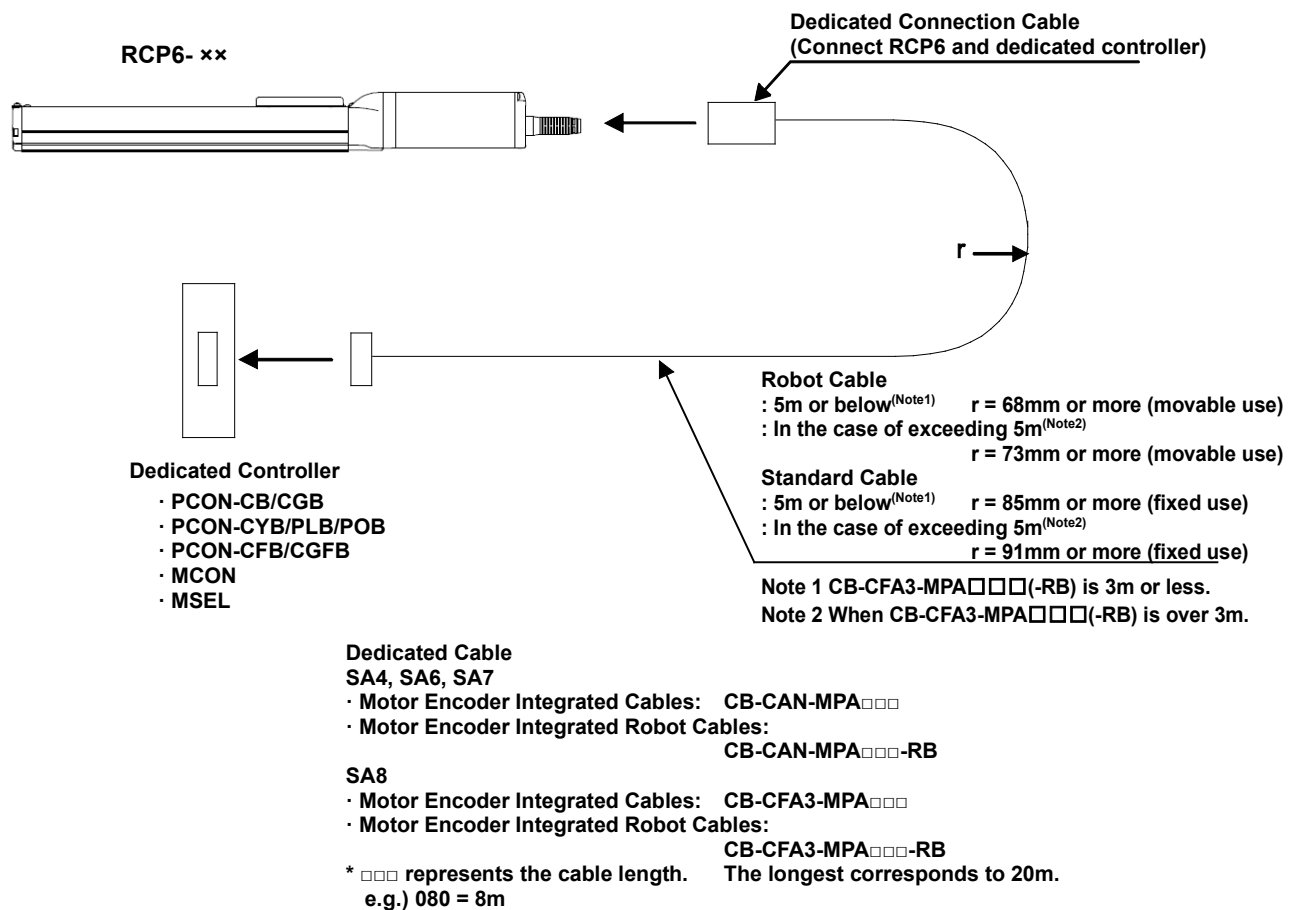 RCP6- ××
Dedicated Connection Cable
(Connect RCP6 and dedicated controller)
r
Robot Cable
: 5m or below(Note1) r = 68mm or more (movable use)
: In the case of exceeding 5m(Note2)
r = 73mm or more (movable use)
Standard Cable
: 5m or below(Note1) r = 85mm or more (fixed use)
: In the case of exceeding 5m(Note2)
r = 91mm or more (fixed use)
Note 1 CB-CFA3-MPA□□□(-RB) is 3m or less.
Note 2 When CB-CFA3-MPA□□□(-RB) is over 3m.
Dedicated Controller
· PCON-CB/CGB
· PCON-CYB/PLB/POB
· PCON-CFB/CGFB
· MCON
· MSEL
Dedicated Cable
SA4, SA6, SA7
· Motor Encoder Integrated Cables: CB-CAN-MPA□□□
· Motor Encoder Integrated Robot Cables:
CB-CAN-MPA□□□-RB
SA8
· Motor Encoder Integrated Cables: CB-CFA3-MPA□□□
· Motor Encoder Integrated Robot Cables:
CB-CFA3-MPA□□□-RB
* □□□ represents the cable length. The longest corresponds to 20m.
e.g.) 080 = 8m